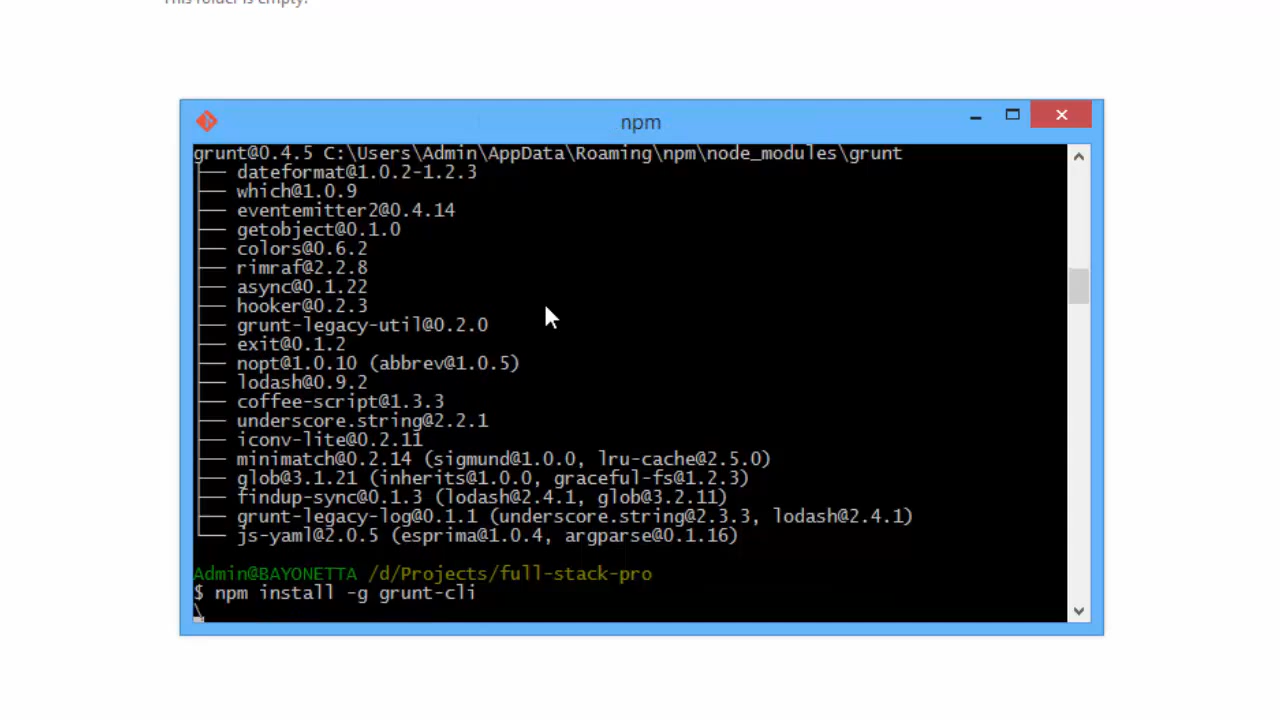 This folder is empty.
npm
grunt@0.4.5 C:\Users\Admin\AppData\Roaming\npm\node_modules\grunt
├── dateformat@1.0.2-1.2.3
├── which@1.0.9
├── eventemitter2@0.4.14
├── getobject@0.1.0
├── colors@0.6.2
├── rimraf@2.2.8
├── async@0.1.22
├── hooker@0.2.3
├── grunt-legacy-util@0.2.0
├── exit@0.1.2
├── nopt@1.0.10 (abbrev@1.0.5)
├── lodash@0.9.2
├── coffee-script@1.3.3
├── underscore.string@2.2.1
├── iconv-lite@0.2.11
├── minimatch@0.2.14 (sigmund@1.0.0, lru-cache@2.5.0)
├── glob@3.1.21 (inherits@1.0.0, graceful-fs@1.2.3)
├── findup-sync@0.1.3 (lodash@2.4.1, glob@3.2.11)
├── grunt-legacy-log@0.1.1 (underscore.string@2.3.3, lodash@2.4.1)
└── js-yaml@2.0.5 (esprima@1.0.4, argparse@0.1.16)
Admin@BAYONETTA /d/Projects/full-stack-pro
$ npm install -g grunt-cli
\